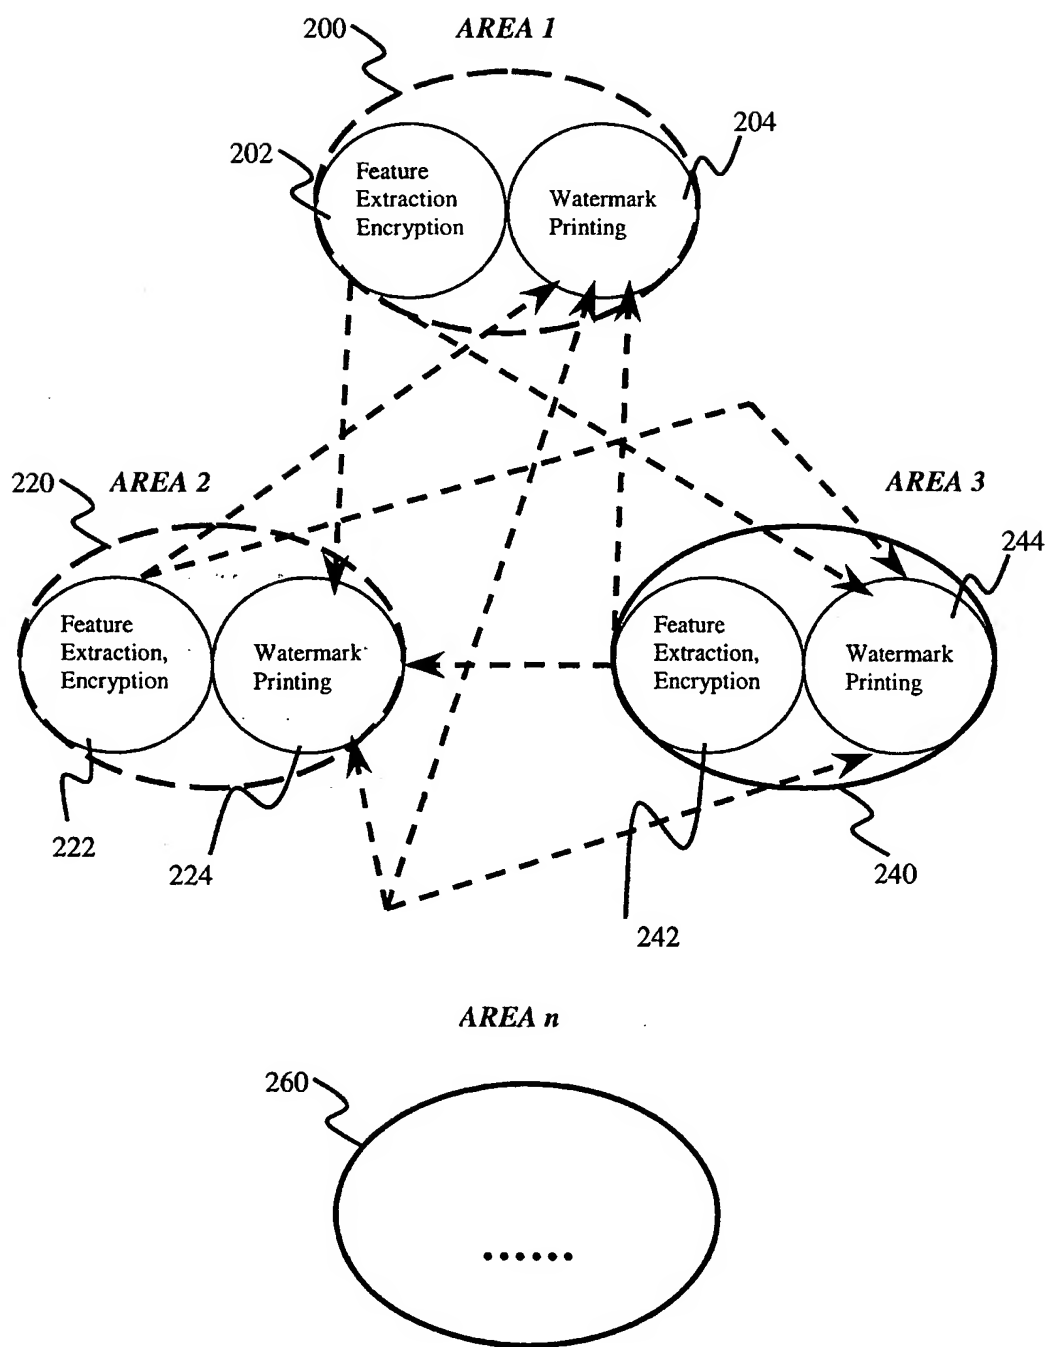 200
AREA 1
202
204
Feature
Extraction
Encryption
Watermark
Printing
220
AREA 2
AREA 3
244
Feature
Extraction,
Encryption
Watermark
Printing
Feature
Extraction,
Encryption
Watermark
Printing
222
224
240
242
AREA n
260
......